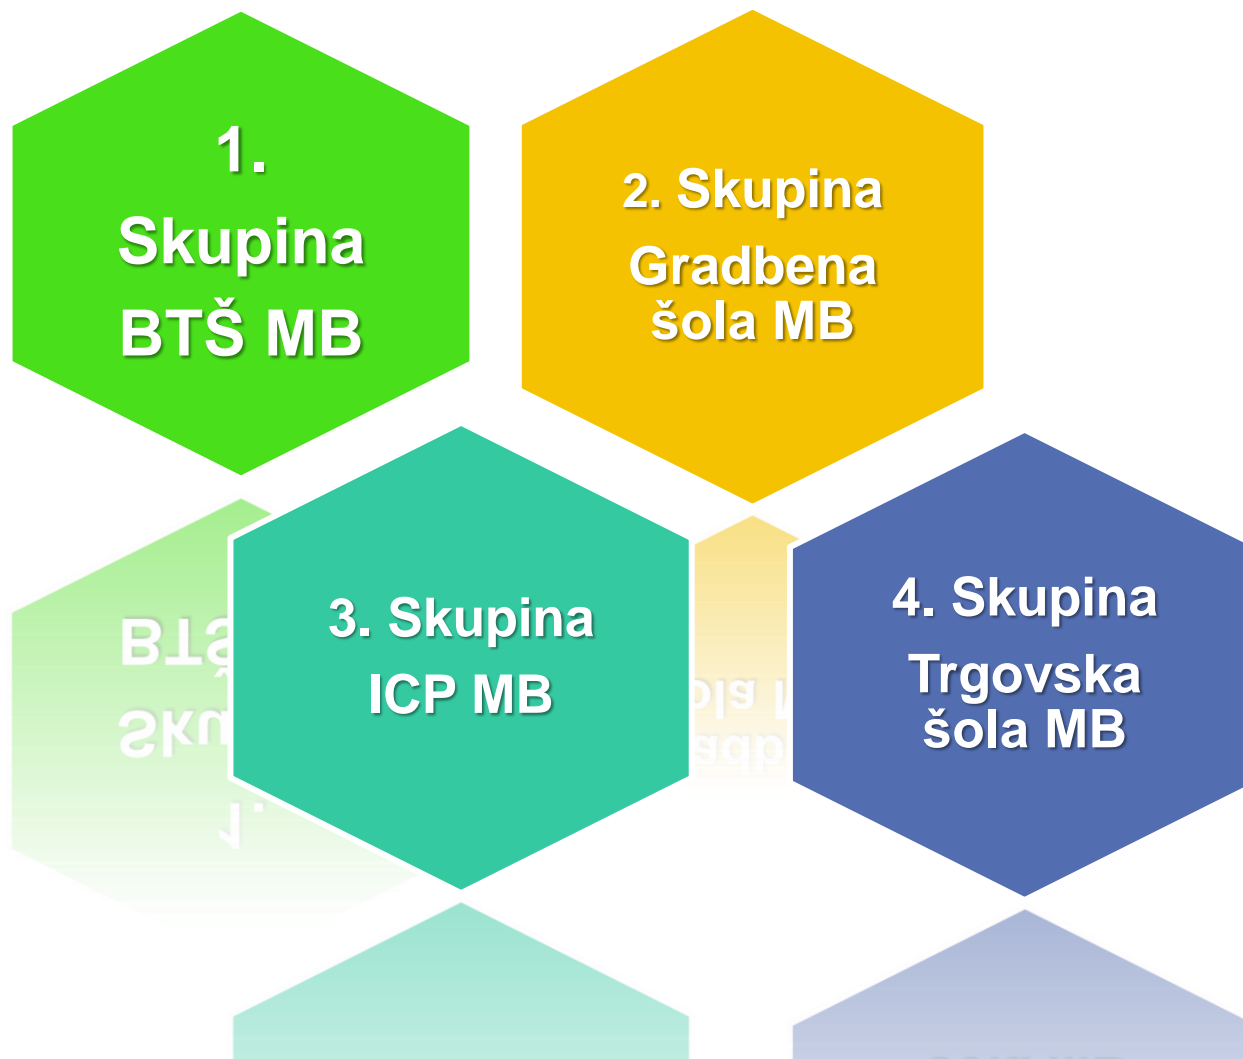 1.
Skupina
BTŠ MB
2. Skupina
Gradbena
šola MB
3. Skupina
ICP MB
4. Skupina
Trgovska
šola MB